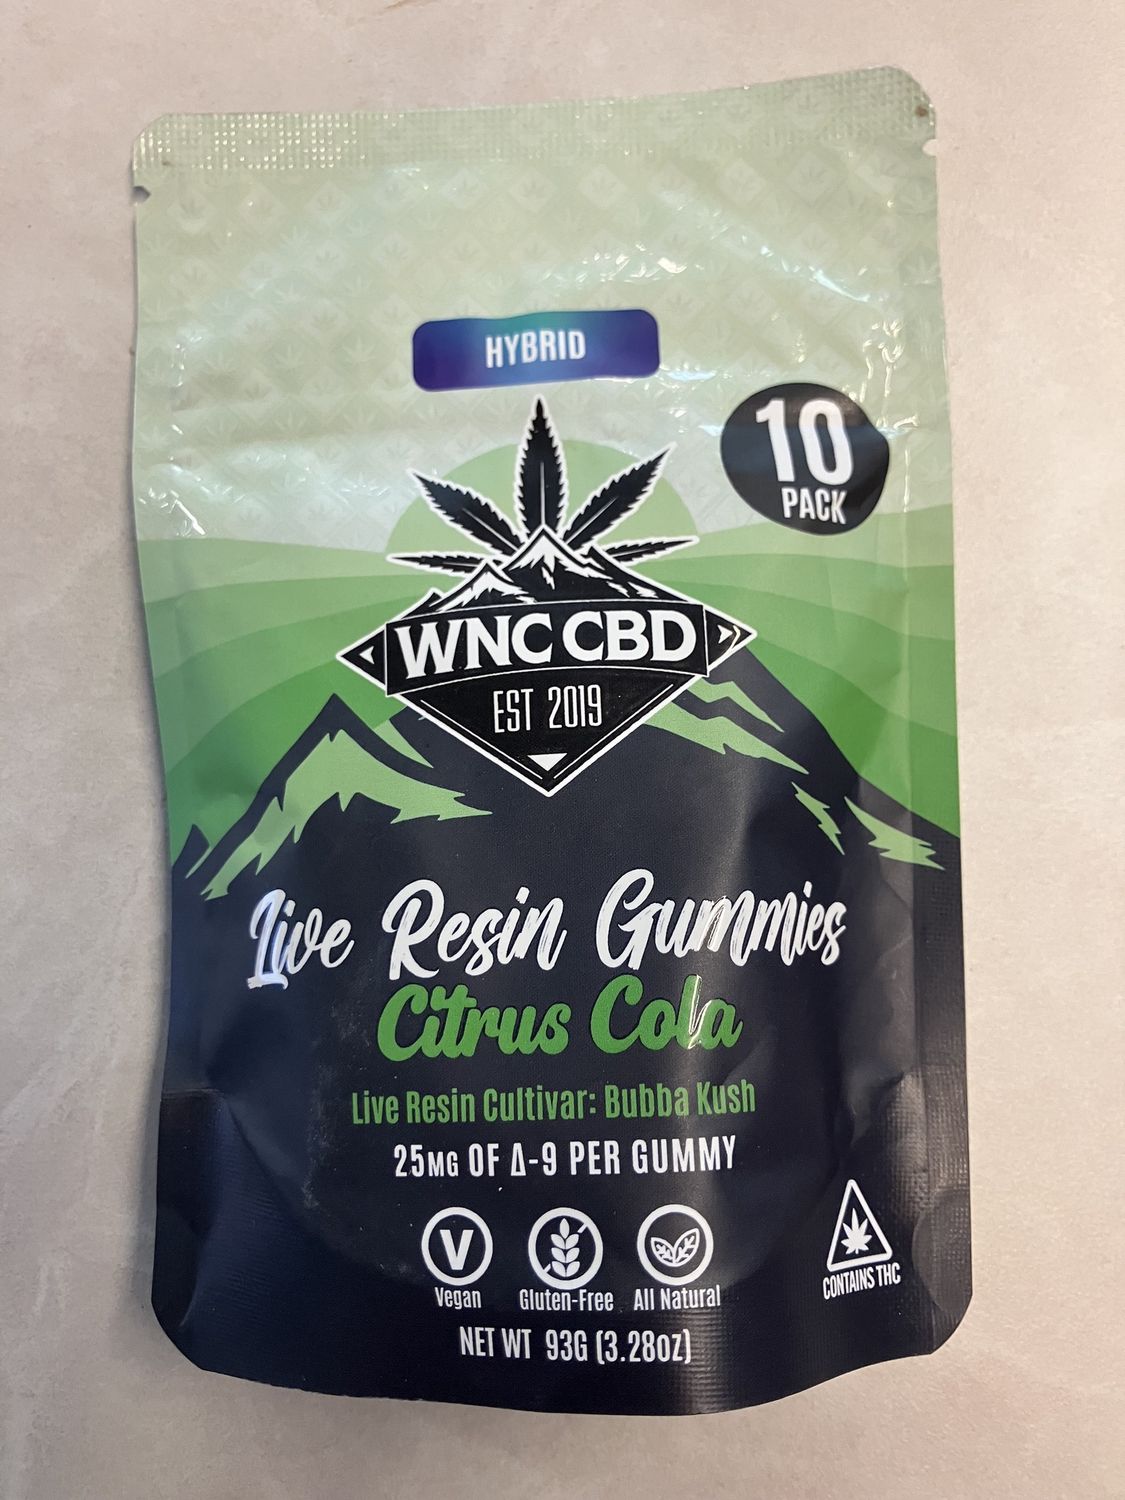 HYBRID
10
PACK
WNC CBD
EST 2019
Live Resin Gummies
Citrus Cola
Live Resin Cultivar: Bubba Kush
25MG OF Δ-9 PER GUMMY
V
Vegan
Gluten-Free
All Natural
CONTAINS THC
NET WT 93G (3.28oz)